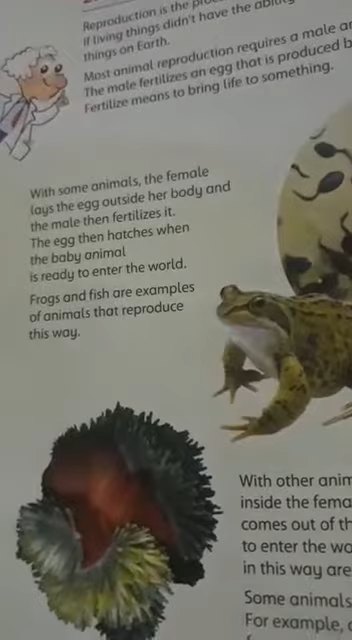 Reproduction is the
If living things didn't have the ability
things on Earth.
Most animal reproduction requires a male
The male fertilizes an egg that is produced
Fertilize means to bring life to something.
With some animals, the female
lays the egg outside her body and
the male then fertilizes it.
The egg then hatches when
the baby animal
is ready to enter the world.
Frogs and fish are examples
of animals that reproduce
this way.
With other
inside the
comes out of
to enter the
in this way are
Some animals
For example,